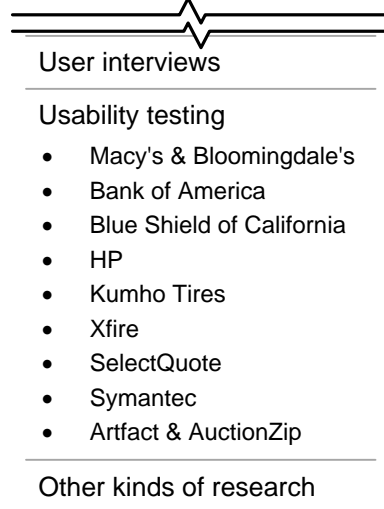 User interviews
Usability testing
• Macy's & Bloomingdale's
• Bank of America
• Blue Shield of California
• HP
• Kumho Tires
• Xfire
• SelectQuote
• Symantec
• Artfact & AuctionZip
Other kinds of research